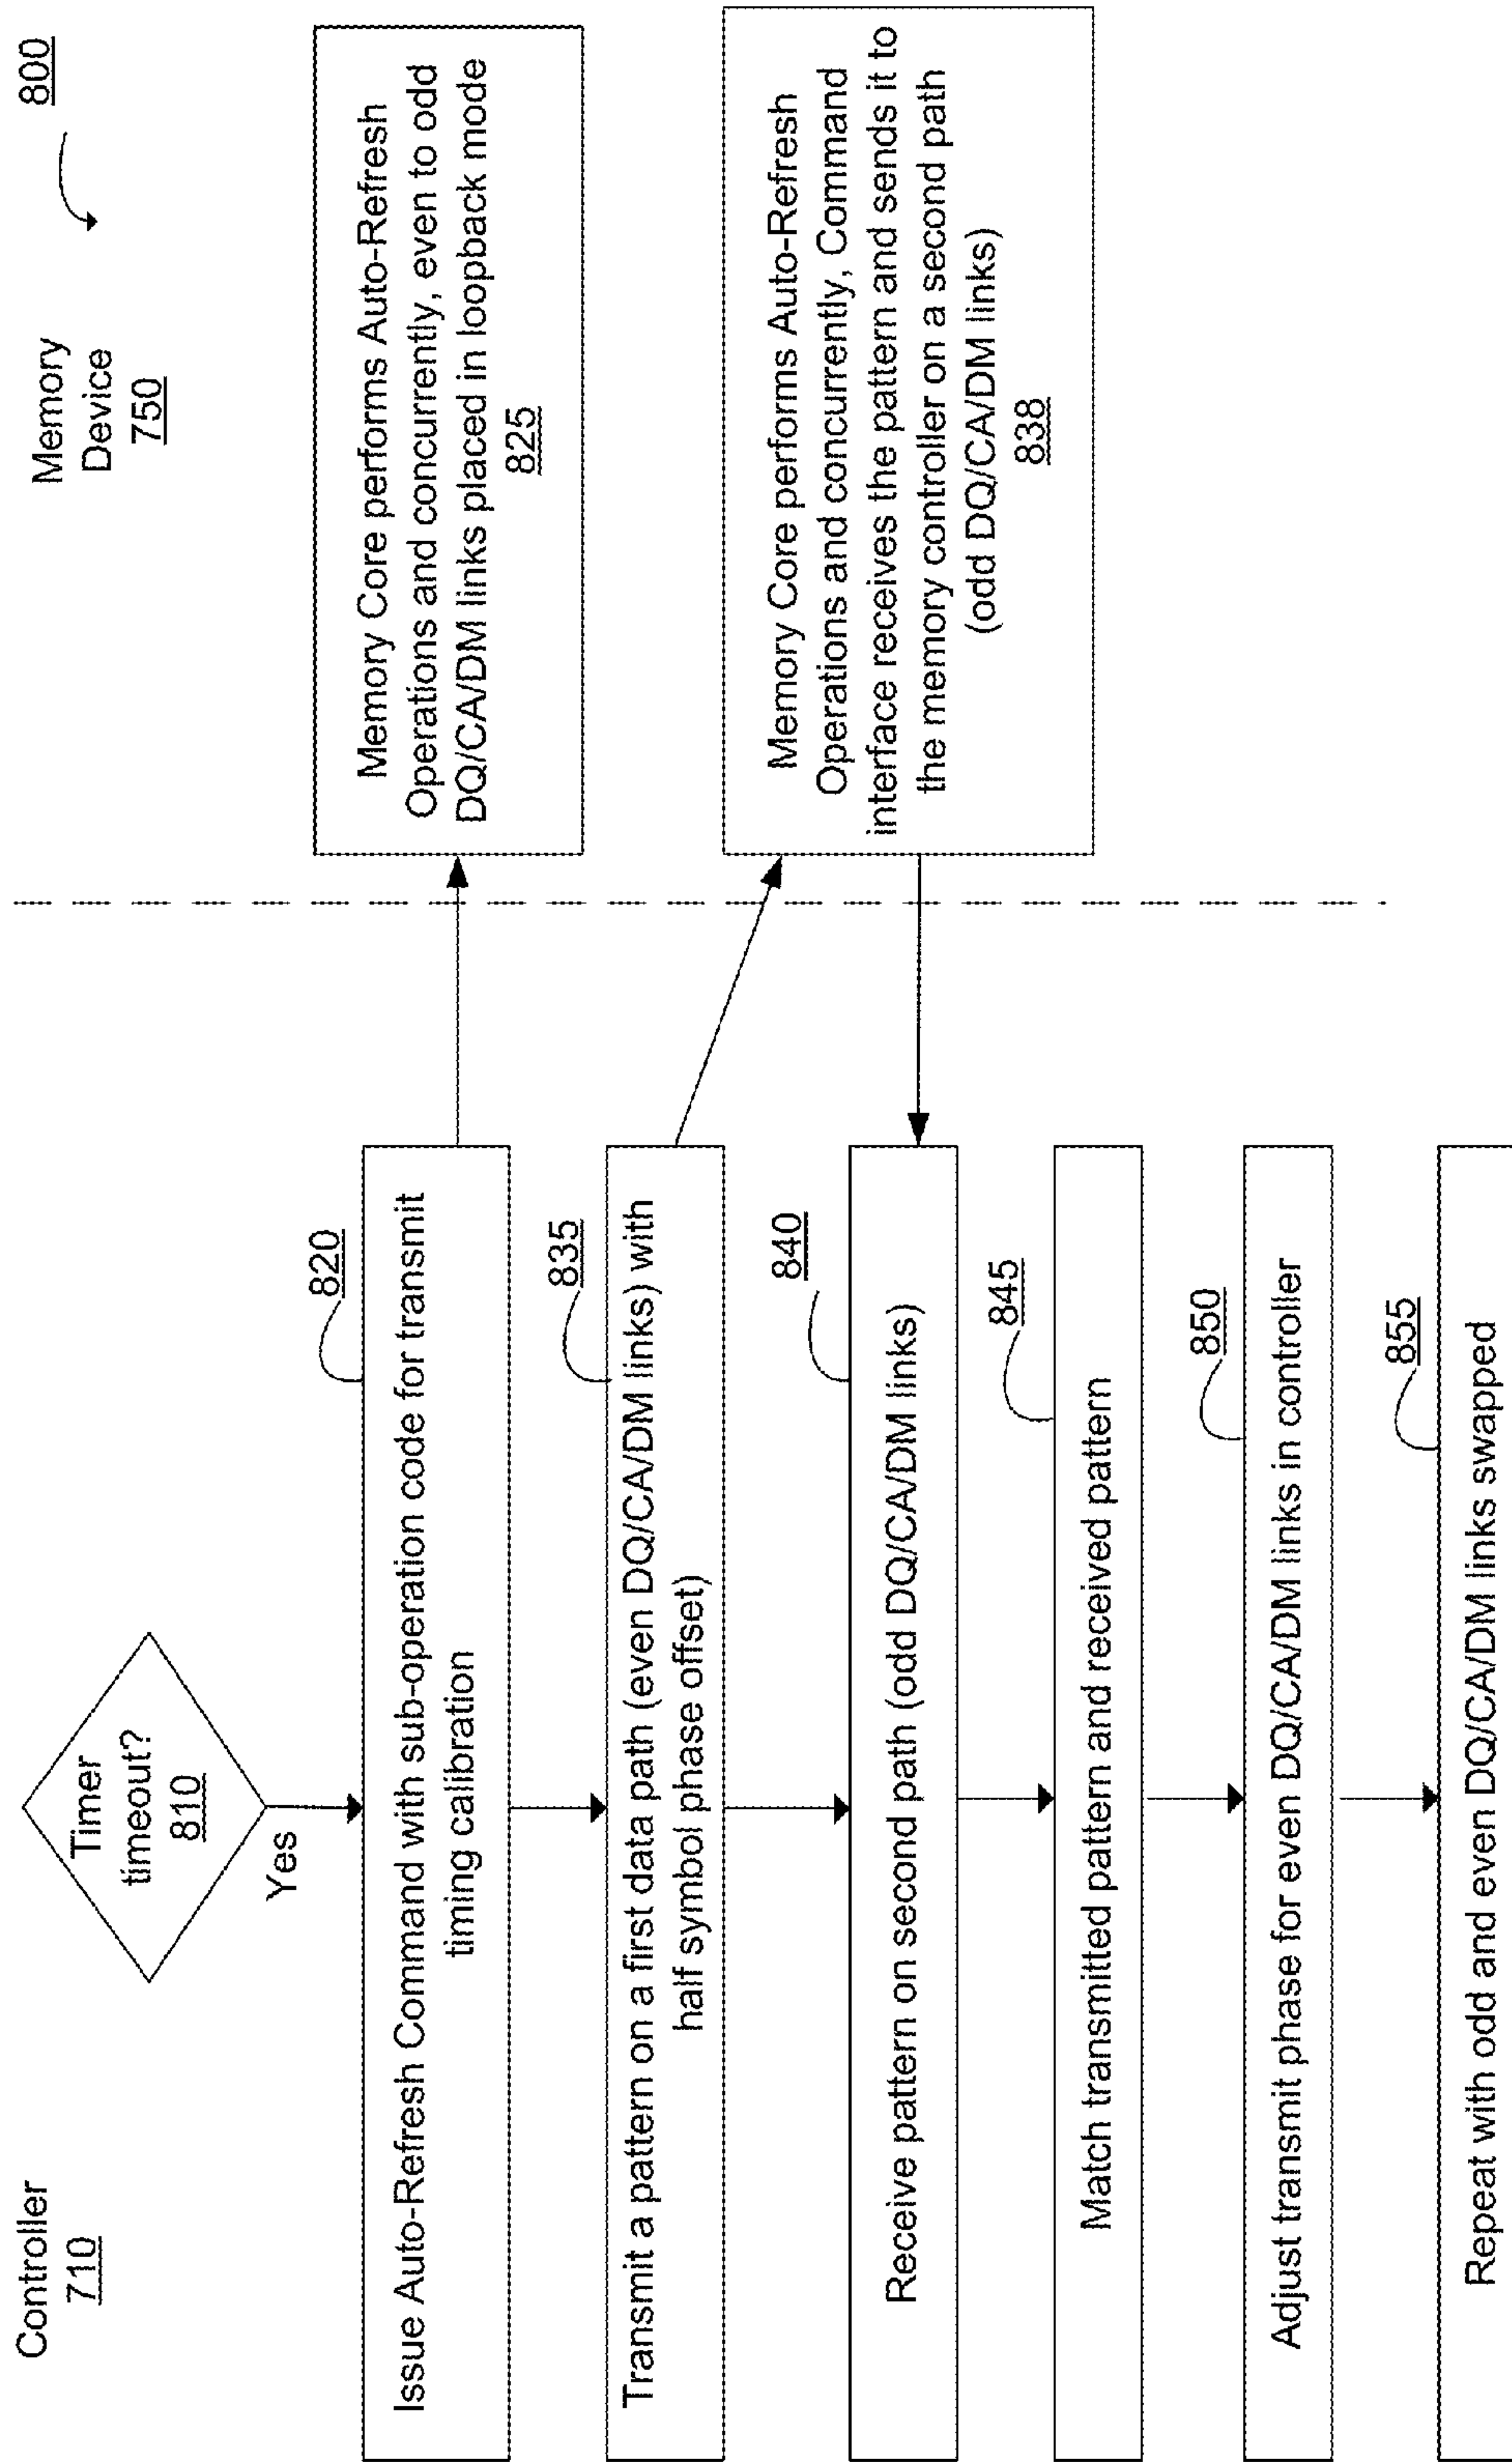 800
Controller
710
Memory
Device
750
Timer
timeout?
810
Yes
820
Issue Auto-Refresh Command with sub-operation code for transmit
timing calibration
Memory Core performs Auto-Refresh
Operations and concurrently, even to odd
DQ/CA/DM links placed in loopback mode
825
835
Transmit a pattern on a first data path (even DQ/CA/DM links) with
half symbol phase offset)
Memory Core performs Auto-Refresh
Operations and concurrently, Command
interface receives the pattern and sends it to
the memory controller on a second path
(odd DQ/CA/DM links)
838
840
Receive pattern on second path (odd DQ/CA/DM links)
845
Match transmitted pattern and received pattern
850
Adjust transmit phase for even DQ/CA/DM links in controller
855
Repeat with odd and even DQ/CA/DM links swapped